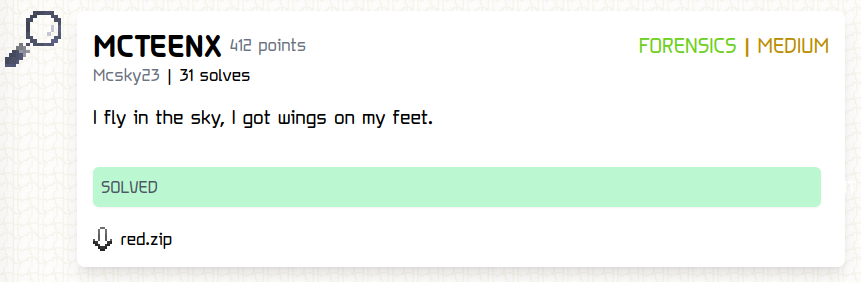 MCTEENX 412 points FORENSICS | MEDIUM
Mcsky23 | 31 solves
I fly in the sky, I got wings on my feet.
SOLVED
red.zip